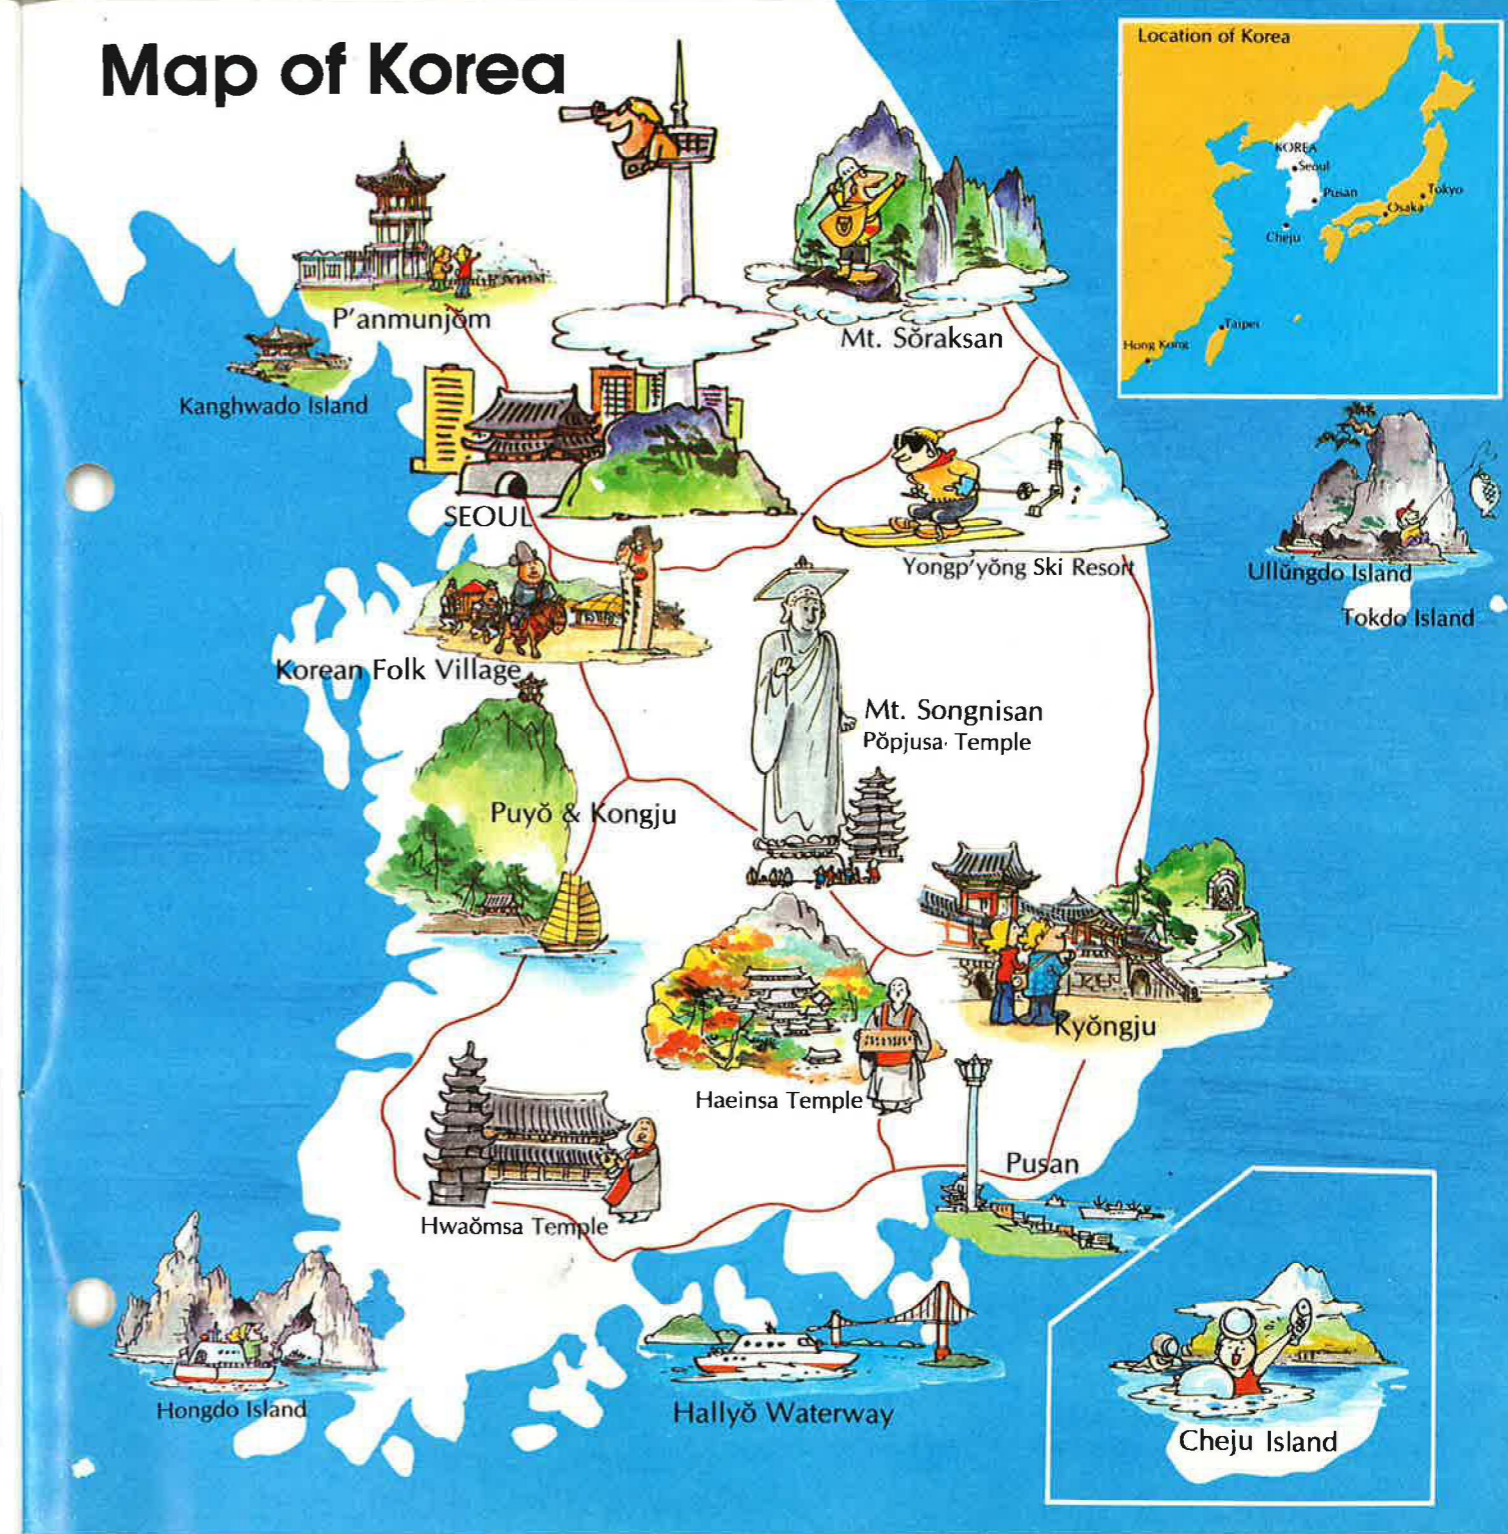 Map of Korea
Location of Korea
KOREA
Seoul
Pusan
Tokyo
Osaka
Cheju
Taipei
Hong Kong
P'anmunjŏm
Mt. Sŏraksan
Kanghwado Island
SEOUL
Yongp'yŏng Ski Resort
Ullŭngdo Island
Tokdo Island
Korean Folk Village
Mt. Songnisan
Pŏpjusa Temple
Puyŏ & Kongju
Kyŏngju
Haeinsa Temple
Pusan
Hwaŏmsa Temple
Hongdo Island
Hallyŏ Waterway
Cheju Island